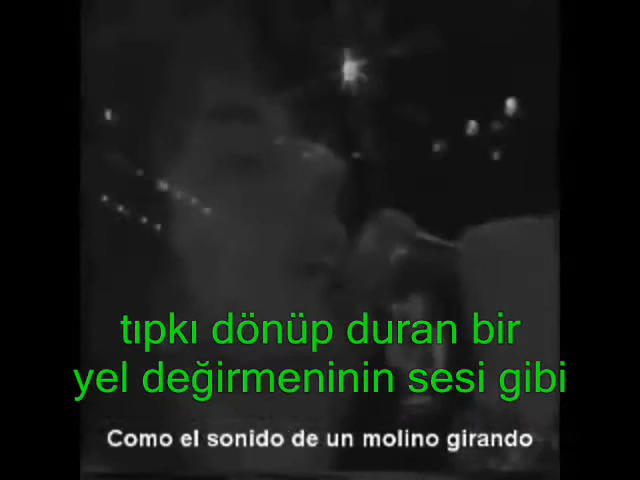 tıpkı dönüp duran bir
yel değirmeninin sesi gibi
Como el sonido de un molino girando